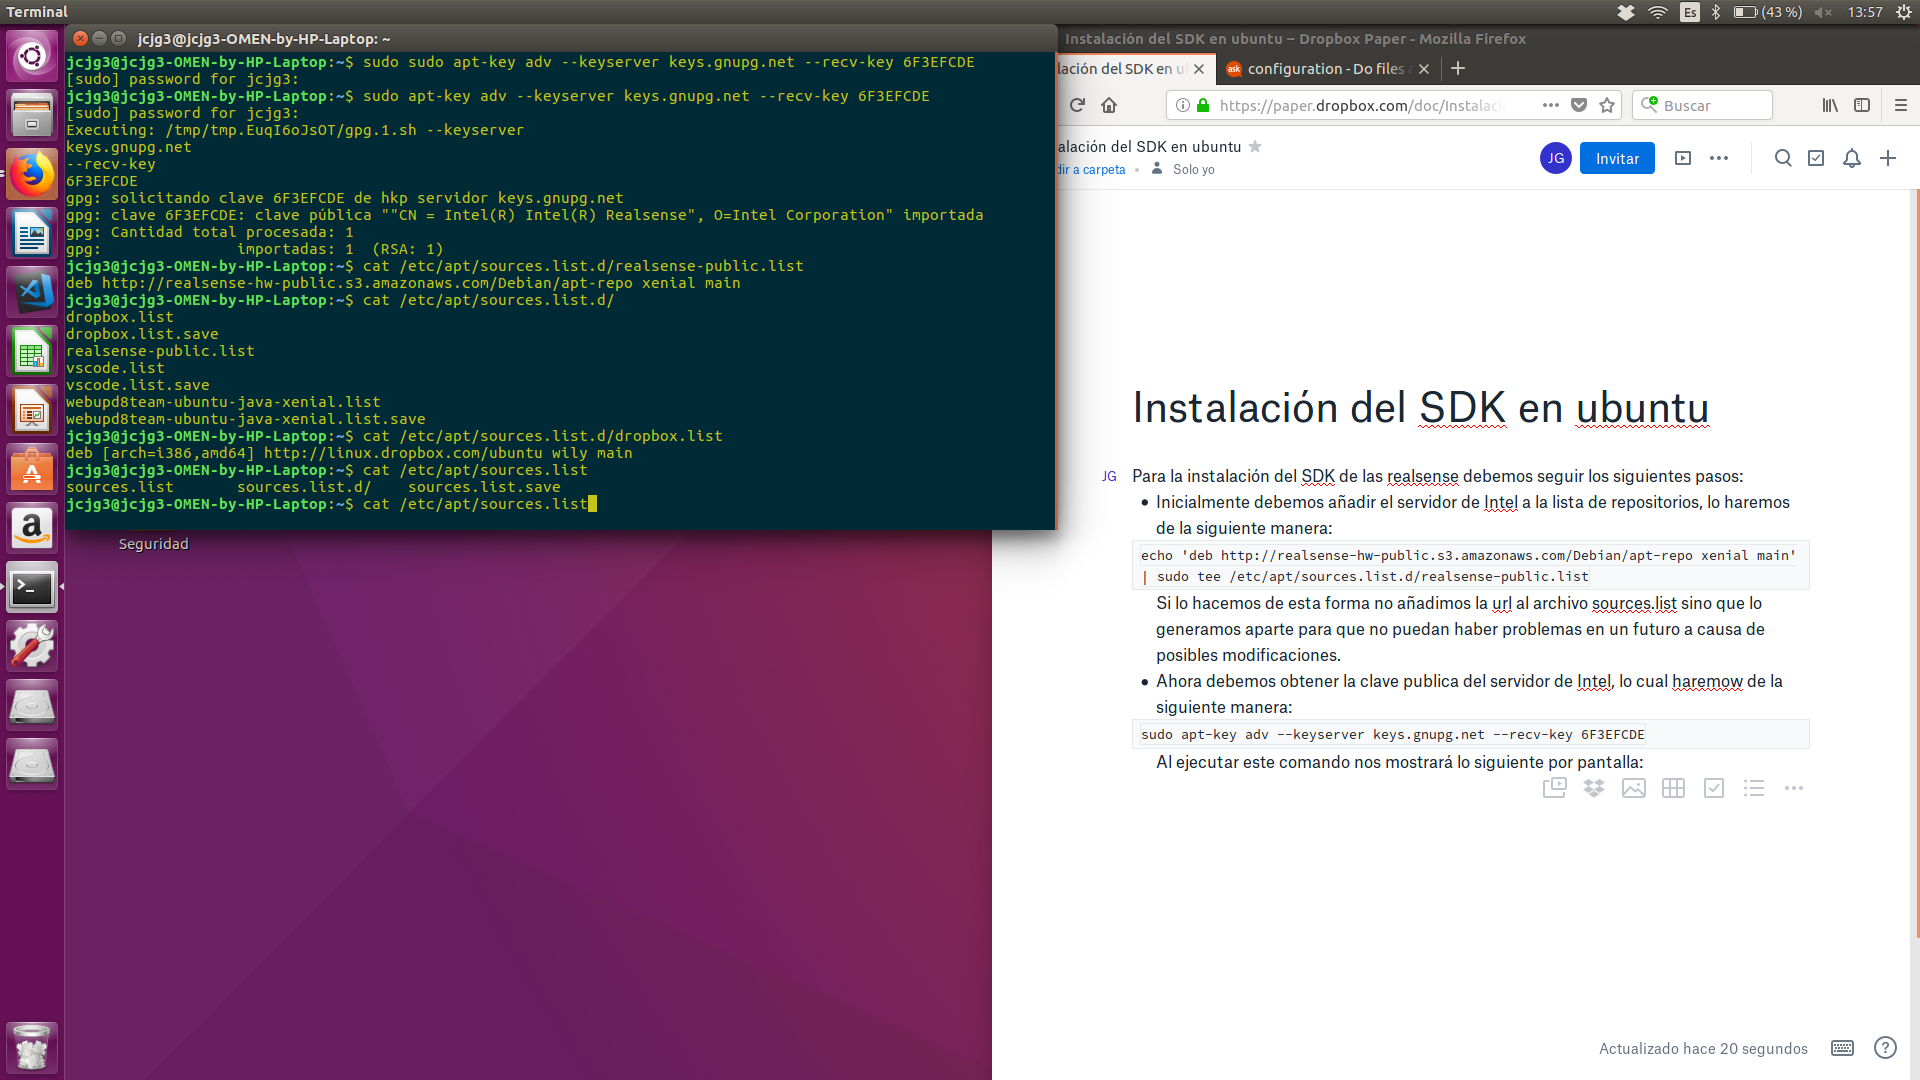 Terminal
Es
(43 %)
13:57
jcjg3@jcjg3-OMEN-by-HP-Laptop: ~
jcjg3@jcjg3-OMEN-by-HP-Laptop:~$ sudo sudo apt-key adv --keyserver keys.gnupg.net --recv-key 6F3EFCDE
[sudo] password for jcjg3:
jcjg3@jcjg3-OMEN-by-HP-Laptop:~$ sudo apt-key adv --keyserver keys.gnupg.net --recv-key 6F3EFCDE
[sudo] password for jcjg3:
Executing: /tmp/tmp.EuqI6oJsOT/gpg.1.sh --keyserver
keys.gnupg.net
--recv-key
6F3EFCDE
gpg: solicitando clave 6F3EFCDE de hkp servidor keys.gnupg.net
gpg: clave 6F3EFCDE: clave pública ""CN = Intel(R) Intel(R) Realsense", O=Intel Corporation" importada
gpg: Cantidad total procesada: 1
gpg:               importadas: 1  (RSA: 1)
jcjg3@jcjg3-OMEN-by-HP-Laptop:~$ cat /etc/apt/sources.list.d/realsense-public.list
deb http://realsense-hw-public.s3.amazonaws.com/Debian/apt-repo xenial main
jcjg3@jcjg3-OMEN-by-HP-Laptop:~$ cat /etc/apt/sources.list.d/
dropbox.list
dropbox.list.save
realsense-public.list
vscode.list
vscode.list.save
webupd8team-ubuntu-java-xenial.list
webupd8team-ubuntu-java-xenial.list.save
jcjg3@jcjg3-OMEN-by-HP-Laptop:~$ cat /etc/apt/sources.list.d/dropbox.list
deb [arch=i386,amd64] http://linux.dropbox.com/ubuntu wily main
jcjg3@jcjg3-OMEN-by-HP-Laptop:~$ cat /etc/apt/sources.list
sources.list       sources.list.d/    sources.list.save
jcjg3@jcjg3-OMEN-by-HP-Laptop:~$ cat /etc/apt/sources.list
Seguridad
Instalación del SDK en ubuntu – Dropbox Paper - Mozilla Firefox
lación del SDK en u
ask
configuration - Do files
https://paper.dropbox.com/doc/Instalac
Buscar
alación del SDK en ubuntu
dir a carpeta
Solo yo
JG
Invitar
Instalación del SDK en ubuntu
JG
Para la instalación del SDK de las realsense debemos seguir los siguientes pasos:
• Inicialmente debemos añadir el servidor de Intel a la lista de repositorios, lo haremos
de la siguiente manera:
echo 'deb http://realsense-hw-public.s3.amazonaws.com/Debian/apt-repo xenial main'
| sudo tee /etc/apt/sources.list.d/realsense-public.list
Si lo hacemos de esta forma no añadimos la url al archivo sources.list sino que lo
generamos aparte para que no puedan haber problemas en un futuro a causa de
posibles modificaciones.
• Ahora debemos obtener la clave publica del servidor de Intel, lo cual haremow de la
siguiente manera:
sudo apt-key adv --keyserver keys.gnupg.net --recv-key 6F3EFCDE
Al ejecutar este comando nos mostrará lo siguiente por pantalla:
Actualizado hace 20 segundos